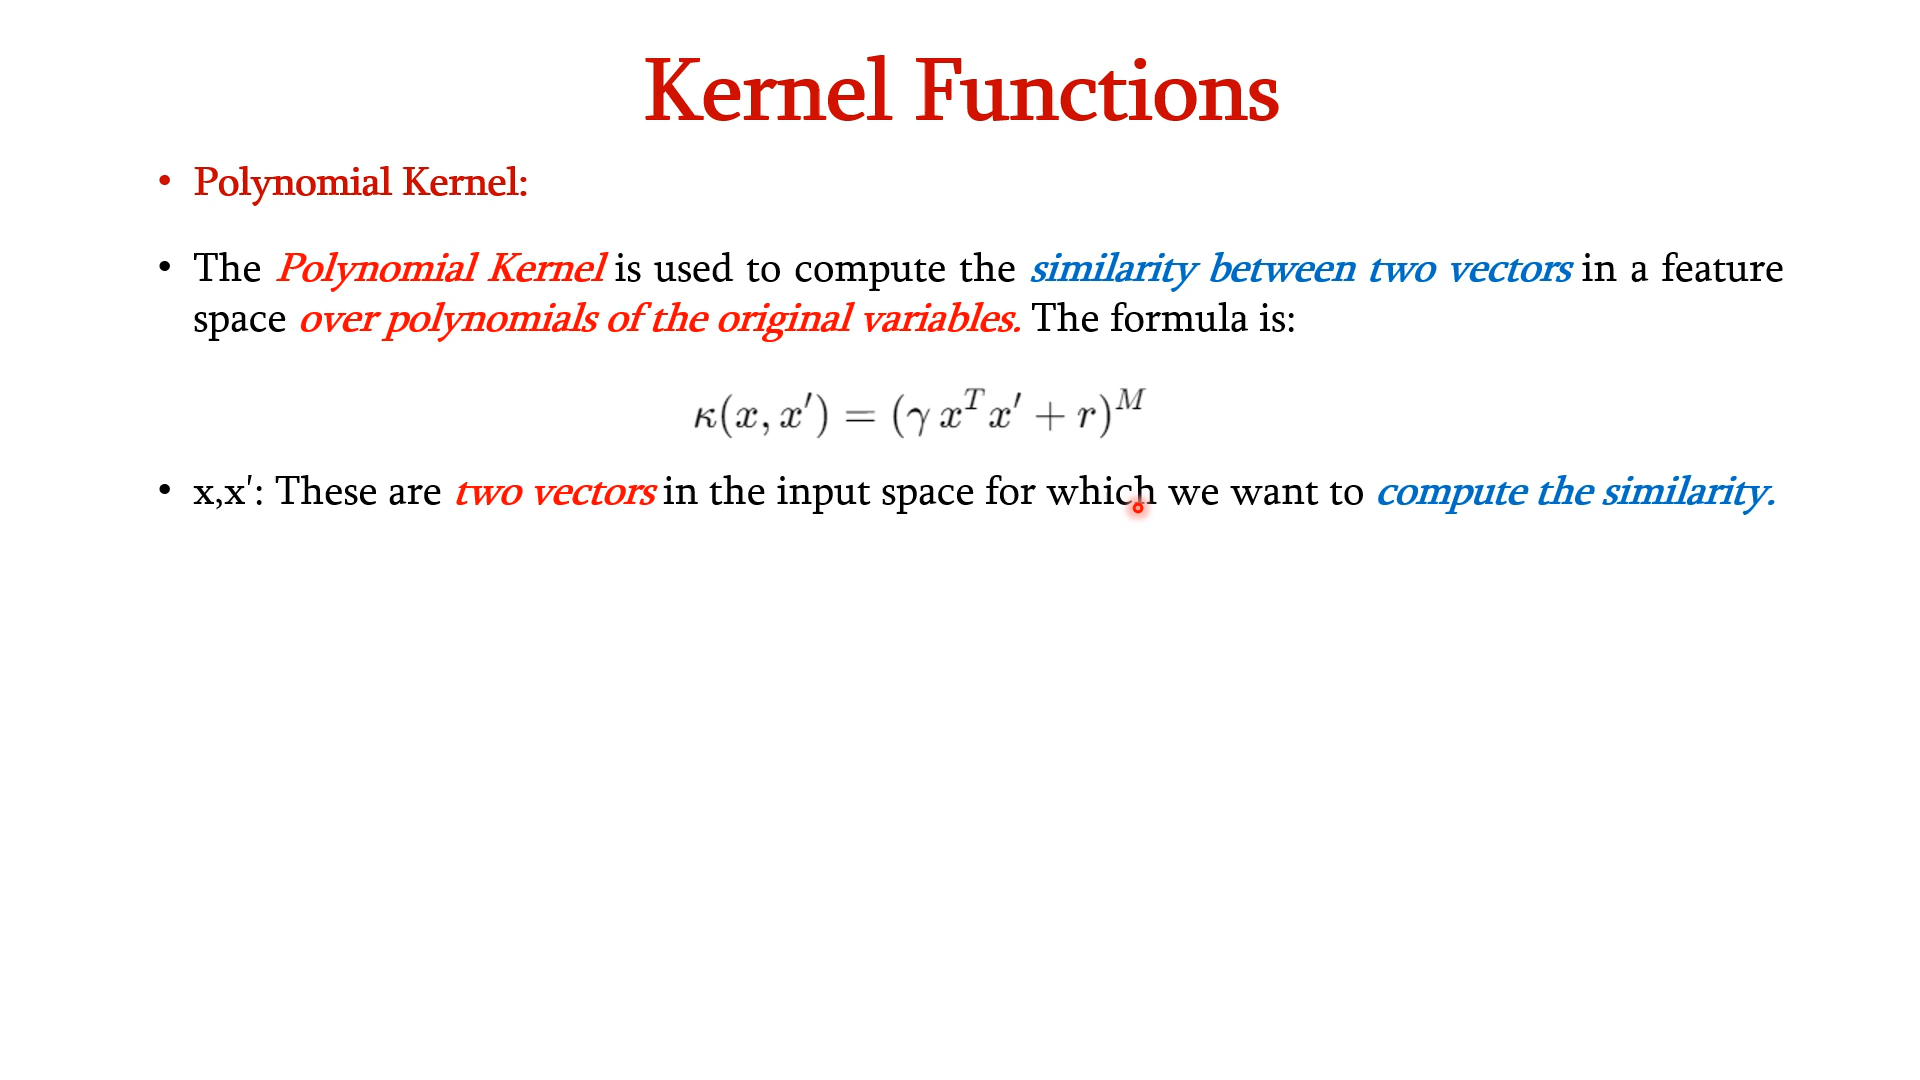 Kernel Functions
• Polynomial Kernel:
• The Polynomial Kernel is used to compute the similarity between two vectors in a feature
space over polynomials of the original variables. The formula is:
κ(x, x′) = (γ xᵀx′ + r)ᴹ
• x,x′: These are two vectors in the input space for which we want to compute the similarity.